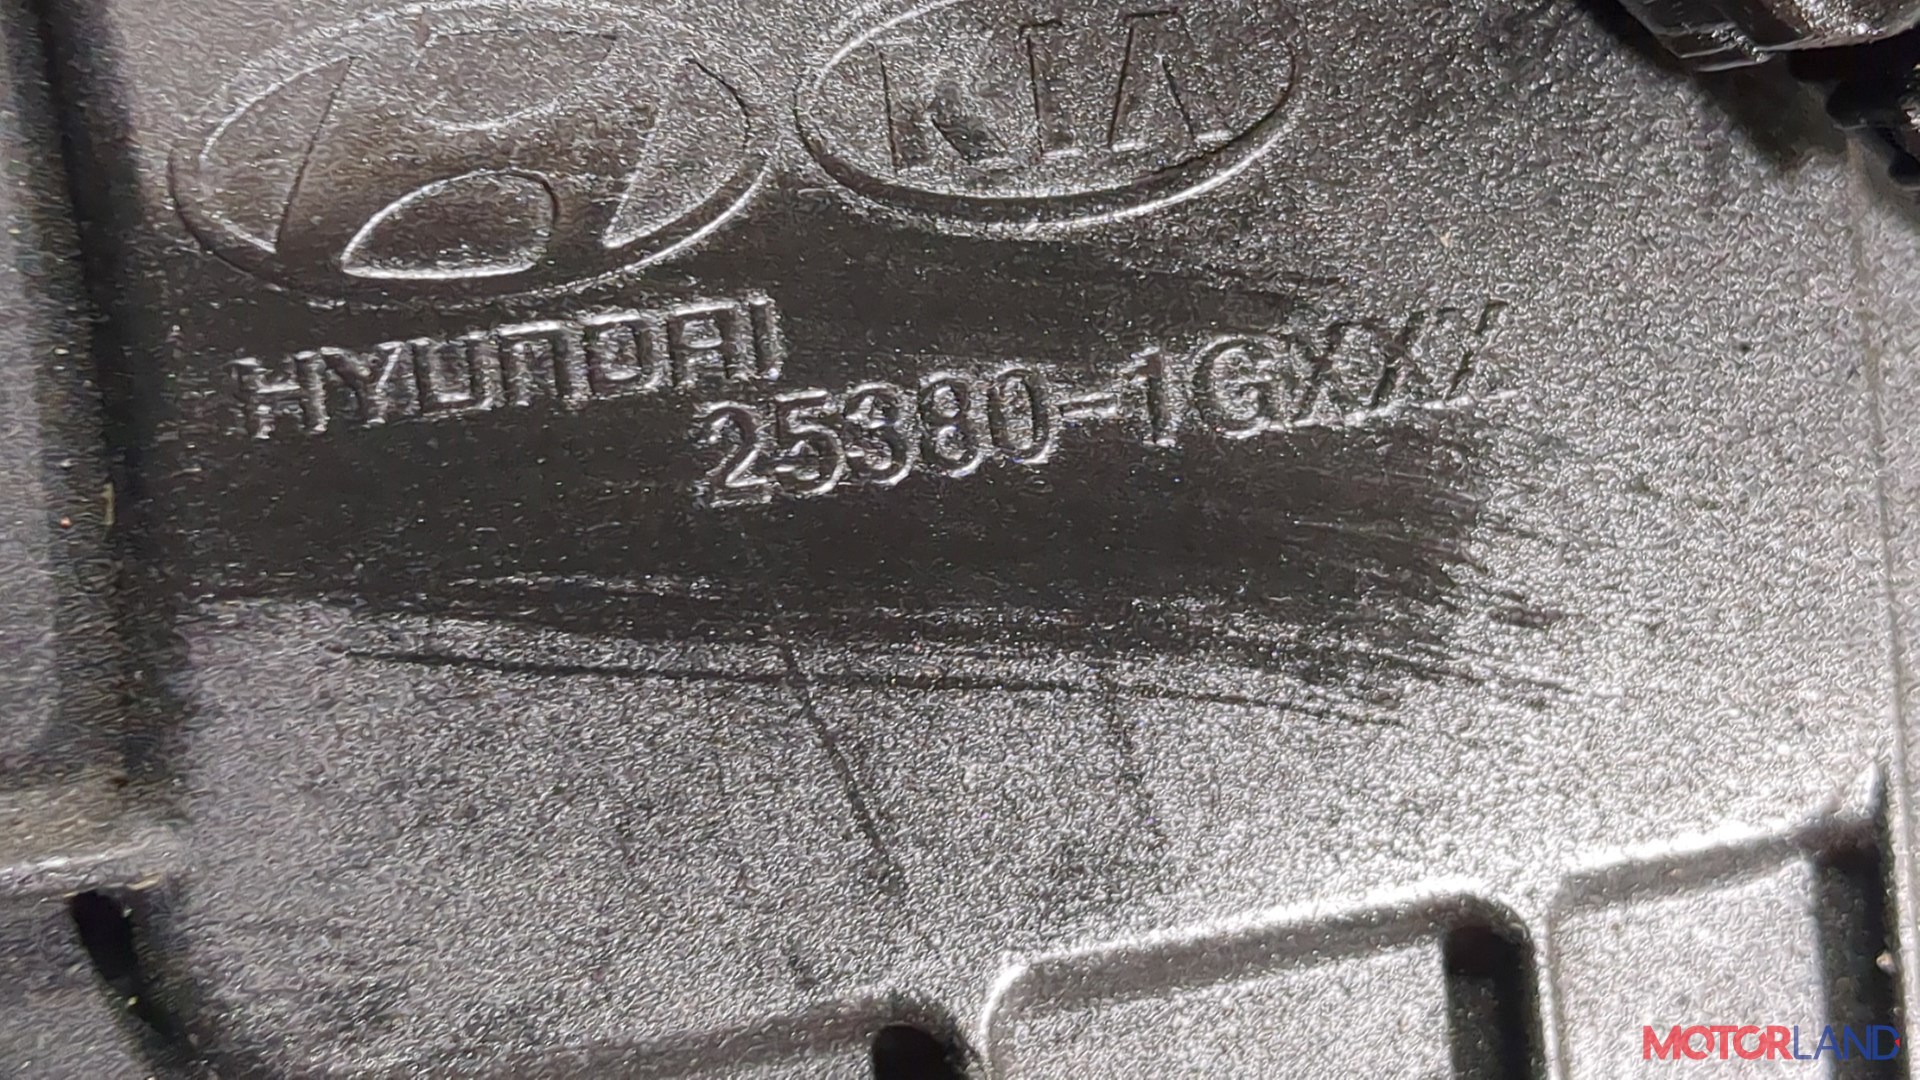 KIA
HYUNDAI
25380-1GXXX
MOTORLAND